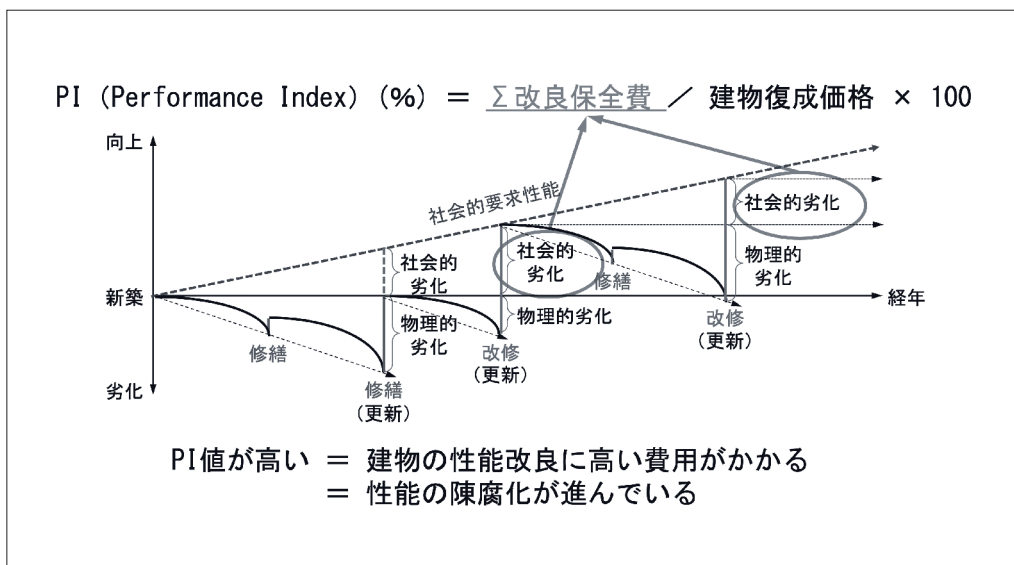 PI (Performance Index) (%) = Σ改良保全費 / 建物復成価格 × 100
向上
社会的要求性能
社会的劣化
社会的
劣化
社会的
劣化
物理的
劣化
修繕
新築
経年
物理的
劣化
物理的劣化
修繕
改修
(更新)
改修
(更新)
劣化
修繕
(更新)
PI値が高い = 建物の性能改良に高い費用がかかる
= 性能の陳腐化が進んでいる